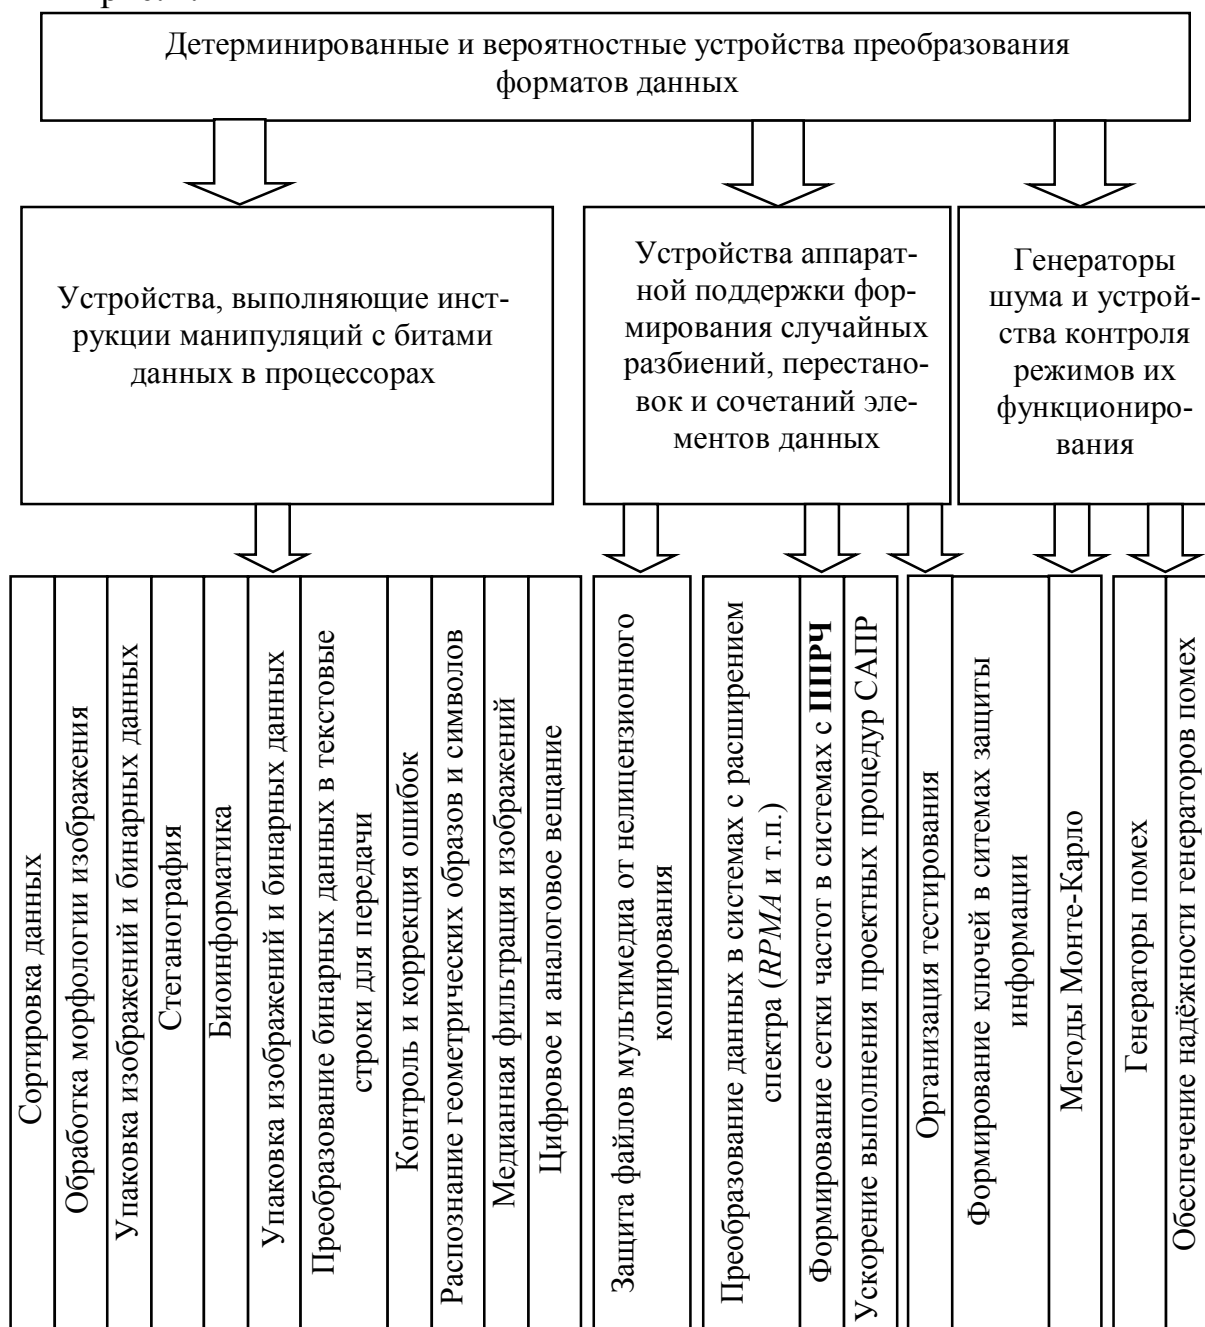 Детерминированные и вероятностные устройства преобразования
форматов данных
Устройства, выполняющие инст-
рукции манипуляций с битами
данных в процессорах
Устройства аппарат-
ной поддержки фор-
мирования случайных
разбиений, перестано-
вок и сочетаний эле-
ментов данных
Генераторы
шума и устрой-
ства контроля
режимов их
функциониро-
вания
Сортировка данных
Обработка морфологии изображения
Упаковка изображений и бинарных данных
Стеганография
Биоинформатика
Упаковка изображений и бинарных данных
Преобразование бинарных данных в текстовые
строки для передачи
Контроль и коррекция ошибок
Распознание геометрических образов и символов
Медианная фильтрация изображений
Цифровое и аналоговое вещание
Защита файлов мультимедиа от нелицензионного
копирования
Преобразование данных в системах с расширением
спектра (RPMA и т.п.)
Формирование сетки частот в системах с ППРЧ
Ускорение выполнения проектных процедур САПР
Организация тестирования
Формирование ключей в ситемах защиты
информации
Методы Монте-Карло
Генераторы помех
Обеспечение надёжности генераторов помех